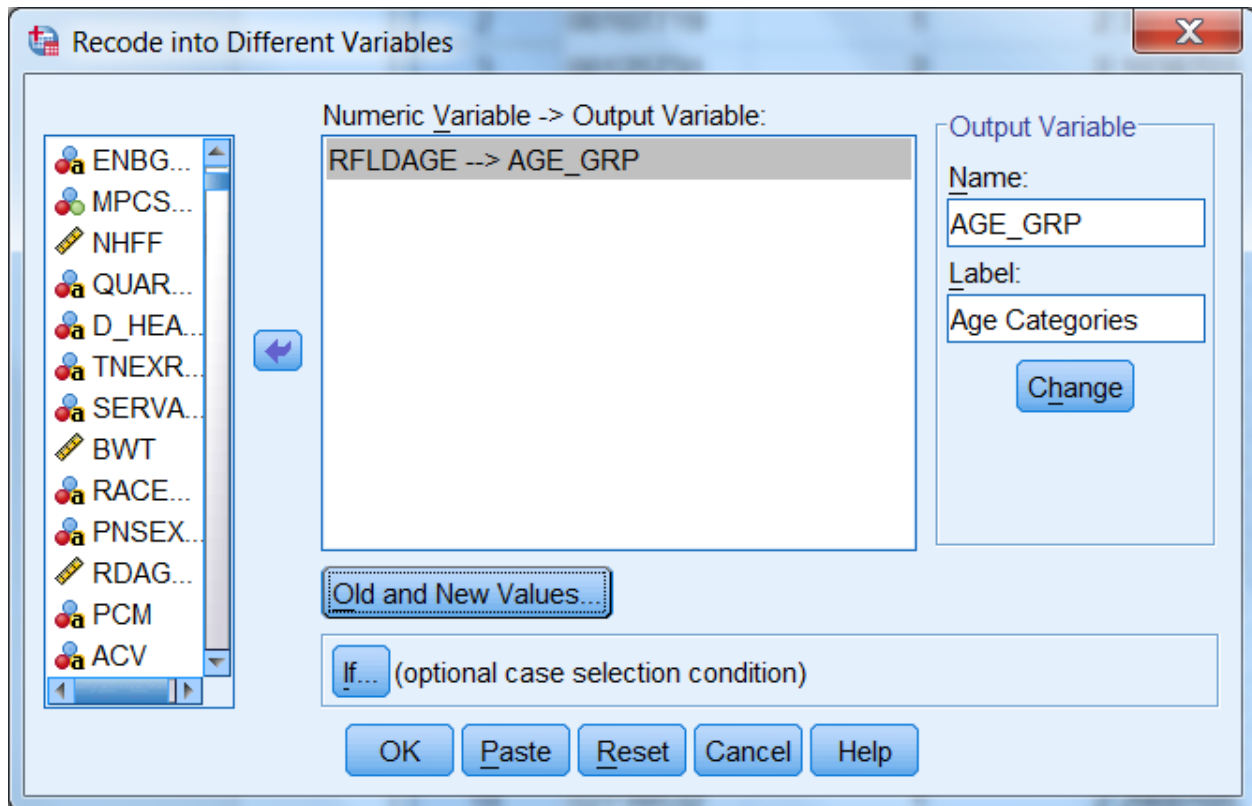 Recode into Different Variables
Numeric Variable -> Output Variable:
RFLDAGE --> AGE_GRP
ENBG...
MPCS...
NHFF
QUAR...
D_HEA...
TNEXR...
SERVA...
BWT
RACE...
PNSEX...
RDAG...
PCM
ACV
Output Variable
Name:
AGE_GRP
Label:
Age Categories
Change
Old and New Values...
If... (optional case selection condition)
OK Paste Reset Cancel Help